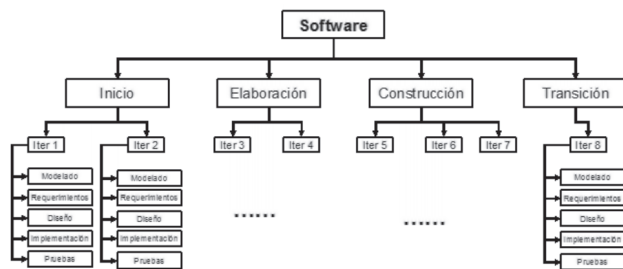 Software
Inicio
Elaboración
Construcción
Transición
Iter 1
Iter 2
Iter 3
Iter 4
Iter 5
Iter 6
Iter 7
Iter 8
Modelado
Requerimientos
Diseño
Implementación
Pruebas
Modelado
Requerimientos
Diseño
Implementación
Pruebas
......
......
Modelado
Requerimientos
Diseño
Implementación
Pruebas